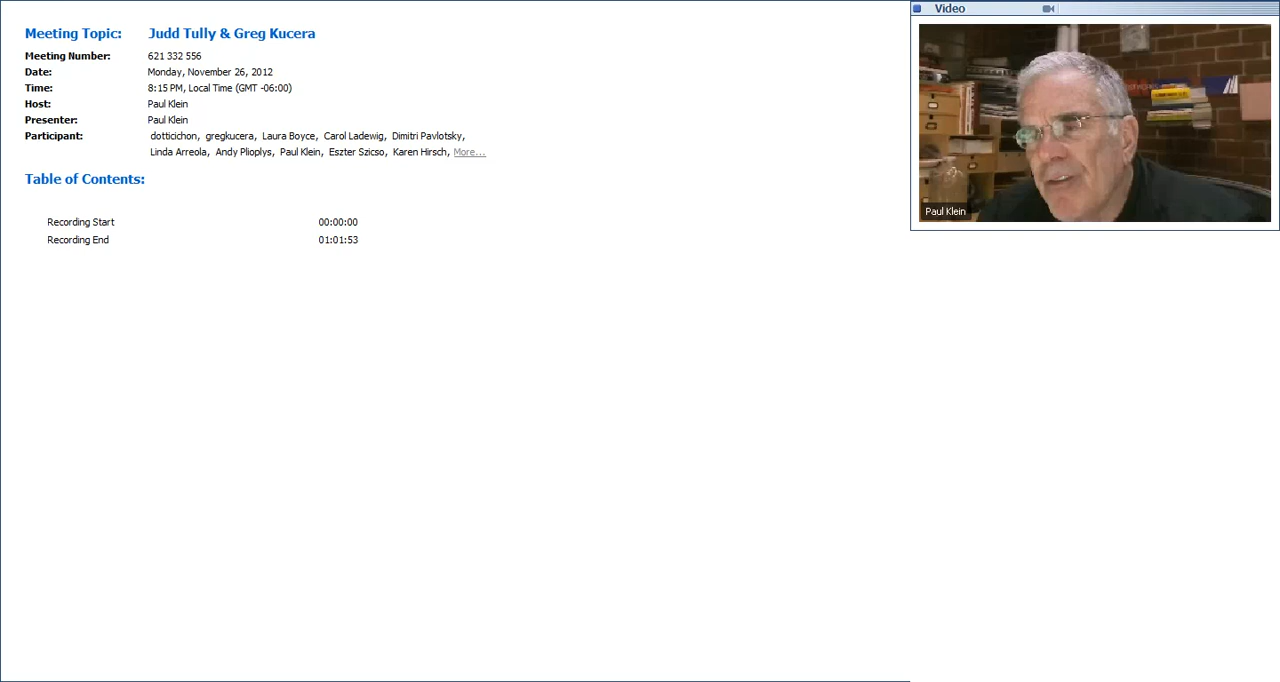 Meeting Topic: Judd Tully & Greg Kucera
Meeting Number: 621 332 556
Date: Monday, November 26, 2012
Time: 8:15 PM, Local Time (GMT -06:00)
Host: Paul Klein
Presenter: Paul Klein
Participant: dotticichon, gregkucera, Laura Boyce, Carol Ladewig, Dimitri Pavlotsky,
Linda Arreola, Andy Plioplys, Paul Klein, Eszter Szicso, Karen Hirsch, More...
Table of Contents:
Recording Start 00:00:00
Recording End 01:01:53
Video
Paul Klein